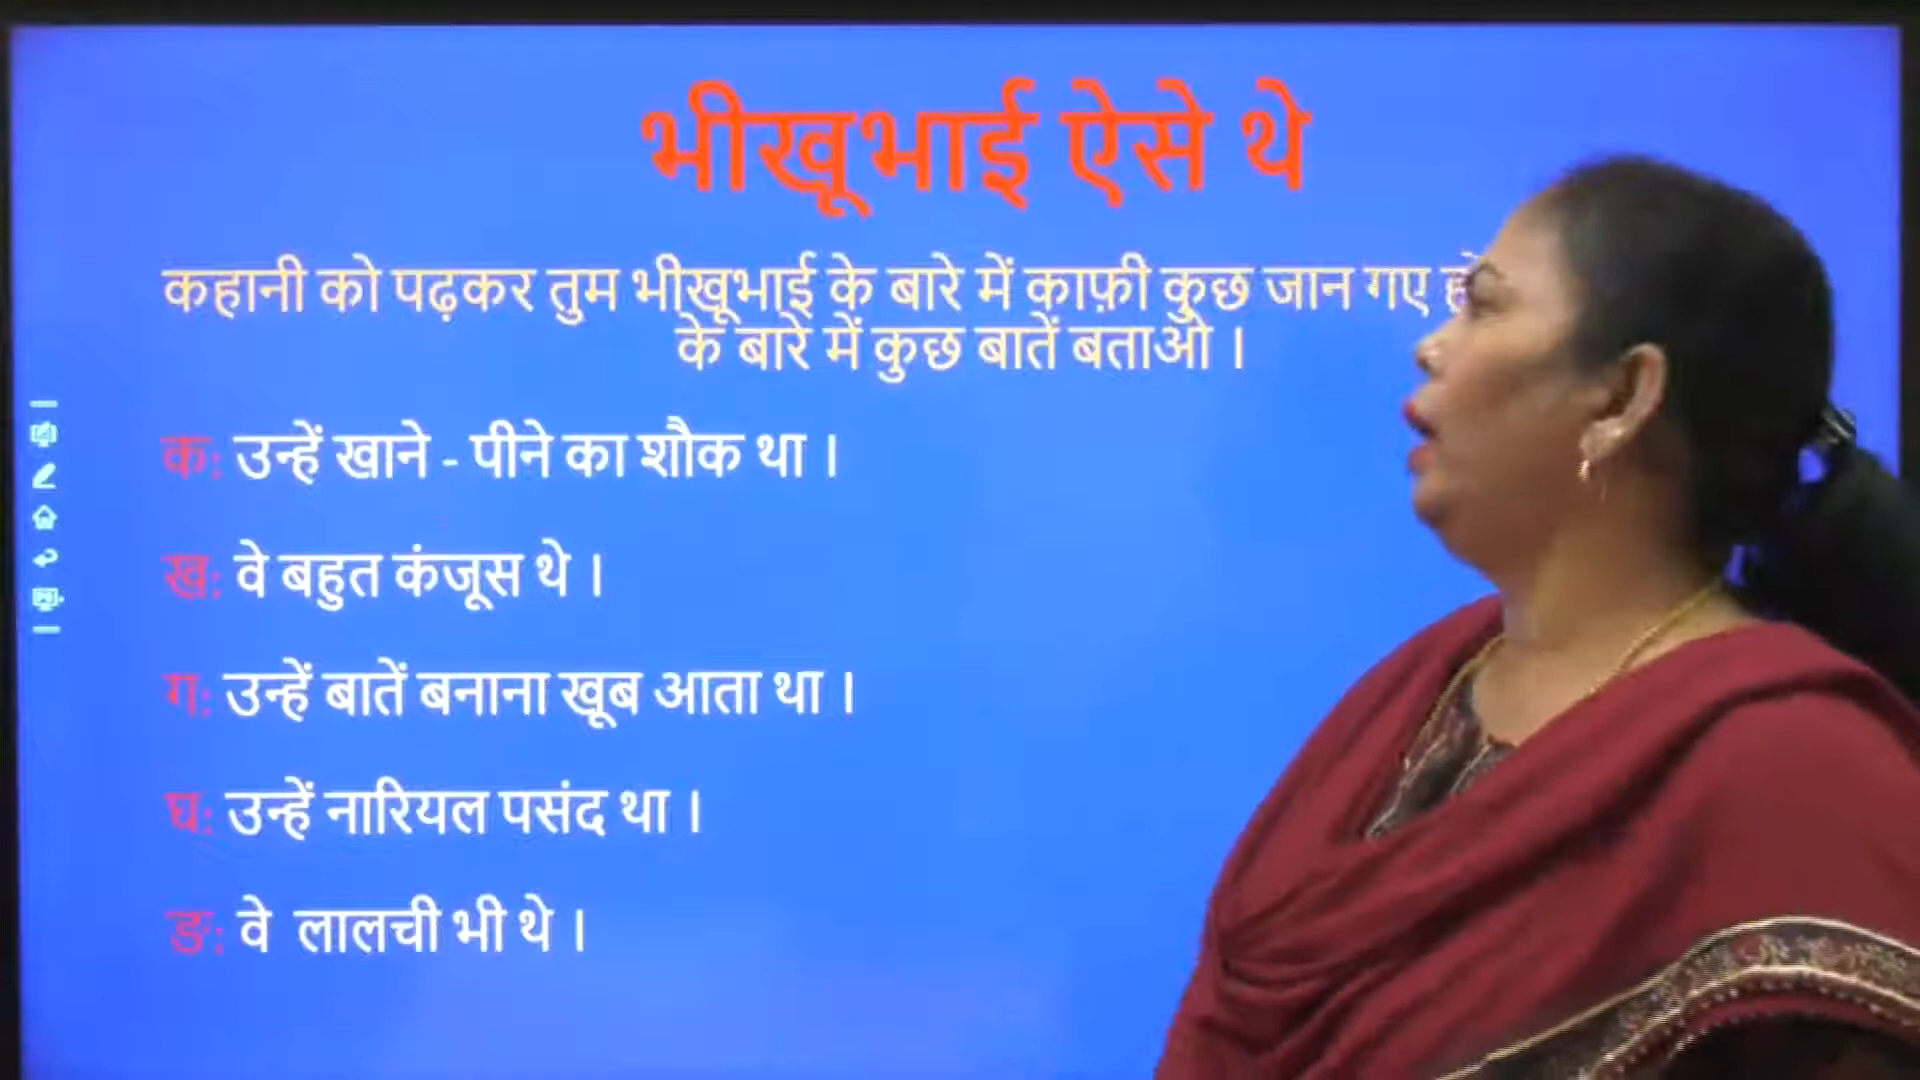 भीखूभाई ऐसे थे
कहानी को पढ़कर तुम भीखूभाई के बारे में काफ़ी कुछ जान गए
के बारे में कुछ बातें बताओ ।
क: उन्हें खाने - पीने का शौक था ।
ख: वे बहुत कंजूस थे ।
ग: उन्हें बातें बनाना खूब आता था ।
घ: उन्हें नारियल पसंद था ।
ङ: वे लालची भी थे ।